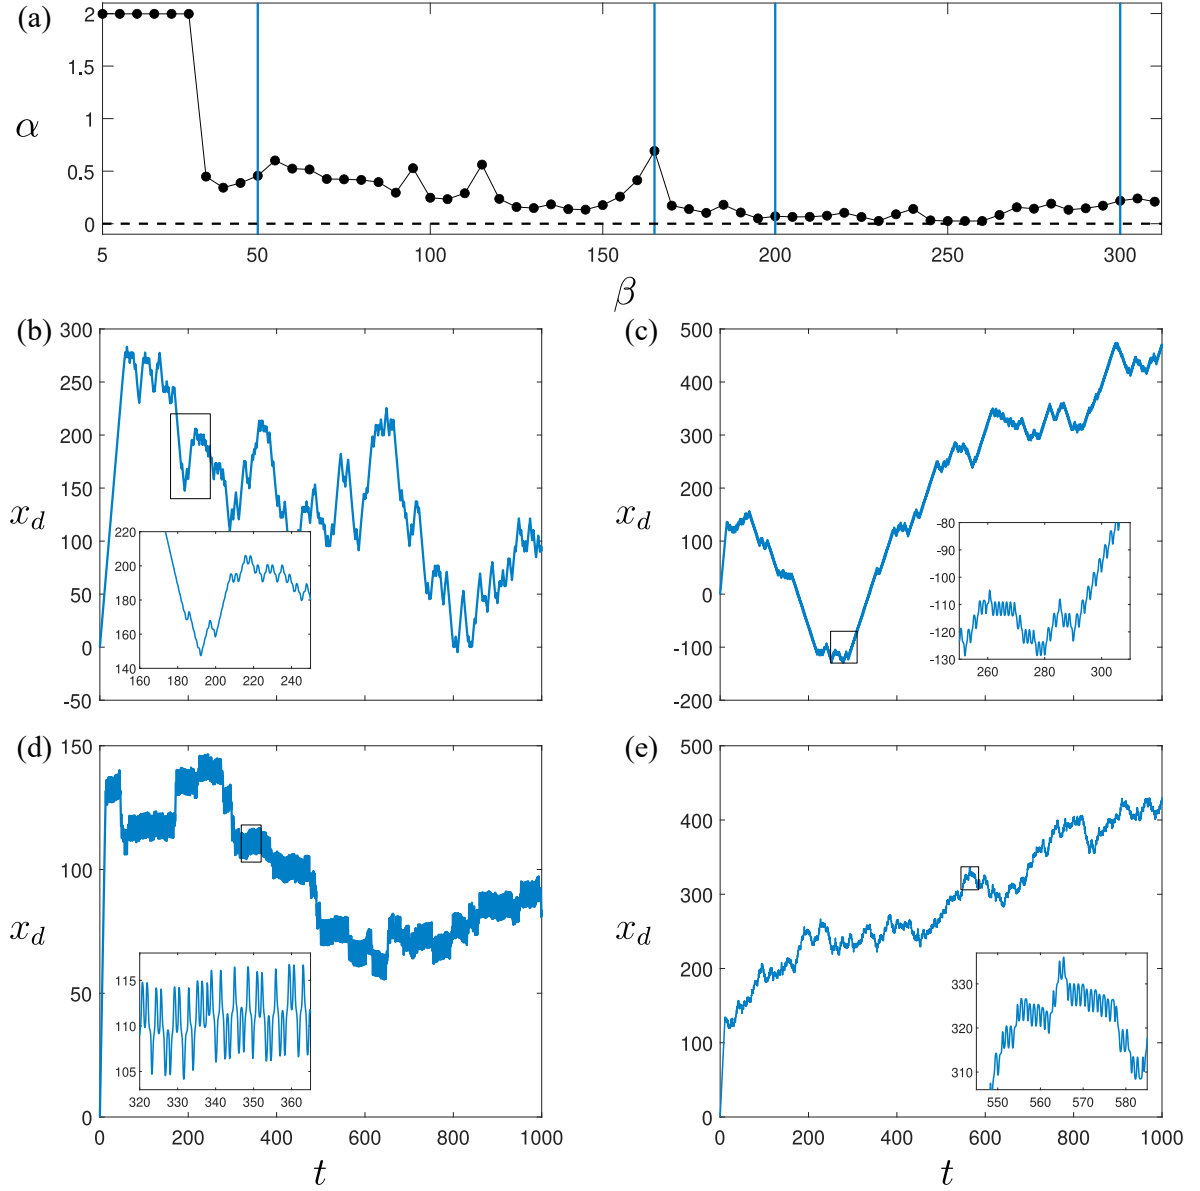 (a)
2
1.5
1
0.5
0
α
5 50 100 150 200 250 300
β
(b) (c)
300
250
200
150
100
50
0
-50
x_d
220
200
180
160
140
160 180 200 220 240
500
400
300
200
100
0
-100
-200
x_d
-80
-90
-100
-110
-120
-130
260 280 300
(d) (e)
150
100
50
0
x_d
115
110
105
320 330 340 350 360
0 200 400 600 800 1000
t
500
400
300
200
100
0
x_d
330
320
310
550 560 570 580
0 200 400 600 800 1000
t